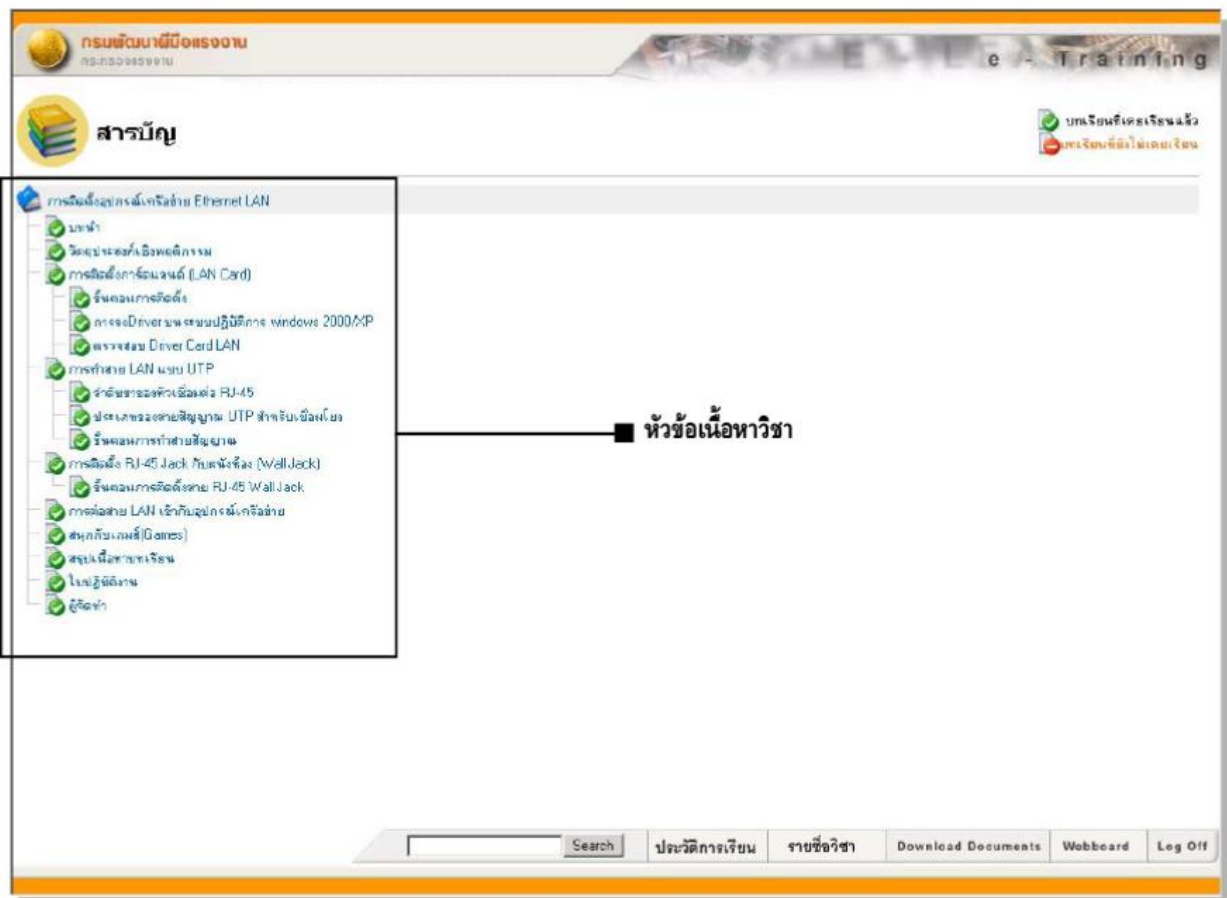 กรมพัฒนาฝีมือแรงงาน
กระทรวงแรงงาน
e - Training
สารบัญ
บทเรียนที่เคยเรียนแล้ว
บทเรียนที่ยังไม่เคยเรียน
การติดตั้งอุปกรณ์เครือข่าย Ethernet LAN
บทนำ
วัตถุประสงค์เชิงพฤติกรรม
การติดตั้งการ์ดแลนด์ (LAN Card)
ขั้นตอนการติดตั้ง
การลงDriver บนระบบปฏิบัติการ windows 2000/XP
ตรวจสอบ Driver Card LAN
การทำสาย LAN แบบ UTP
ลำดับขาของหัวเชื่อมต่อ RJ-45
ประเภทของสายสัญญาณ UTP สำหรับเชื่อมโยง
ขั้นตอนการทำสายสัญญาณ
หัวข้อเนื้อหาวิชา
การติดตั้ง RJ-45 Jack กับผนังห้อง (Wall Jack)
ขั้นตอนการติดตั้งสาย RJ-45 Wall Jack
การต่อสาย LAN เข้ากับอุปกรณ์เครือข่าย
สนุกกับเกมส์(Games)
สรุปเนื้อหาบทเรียน
ใบปฏิบัติงาน
ผู้จัดทำ
Search ประวัติการเรียน รายชื่อวิชา Download Documents Webboard Log Off